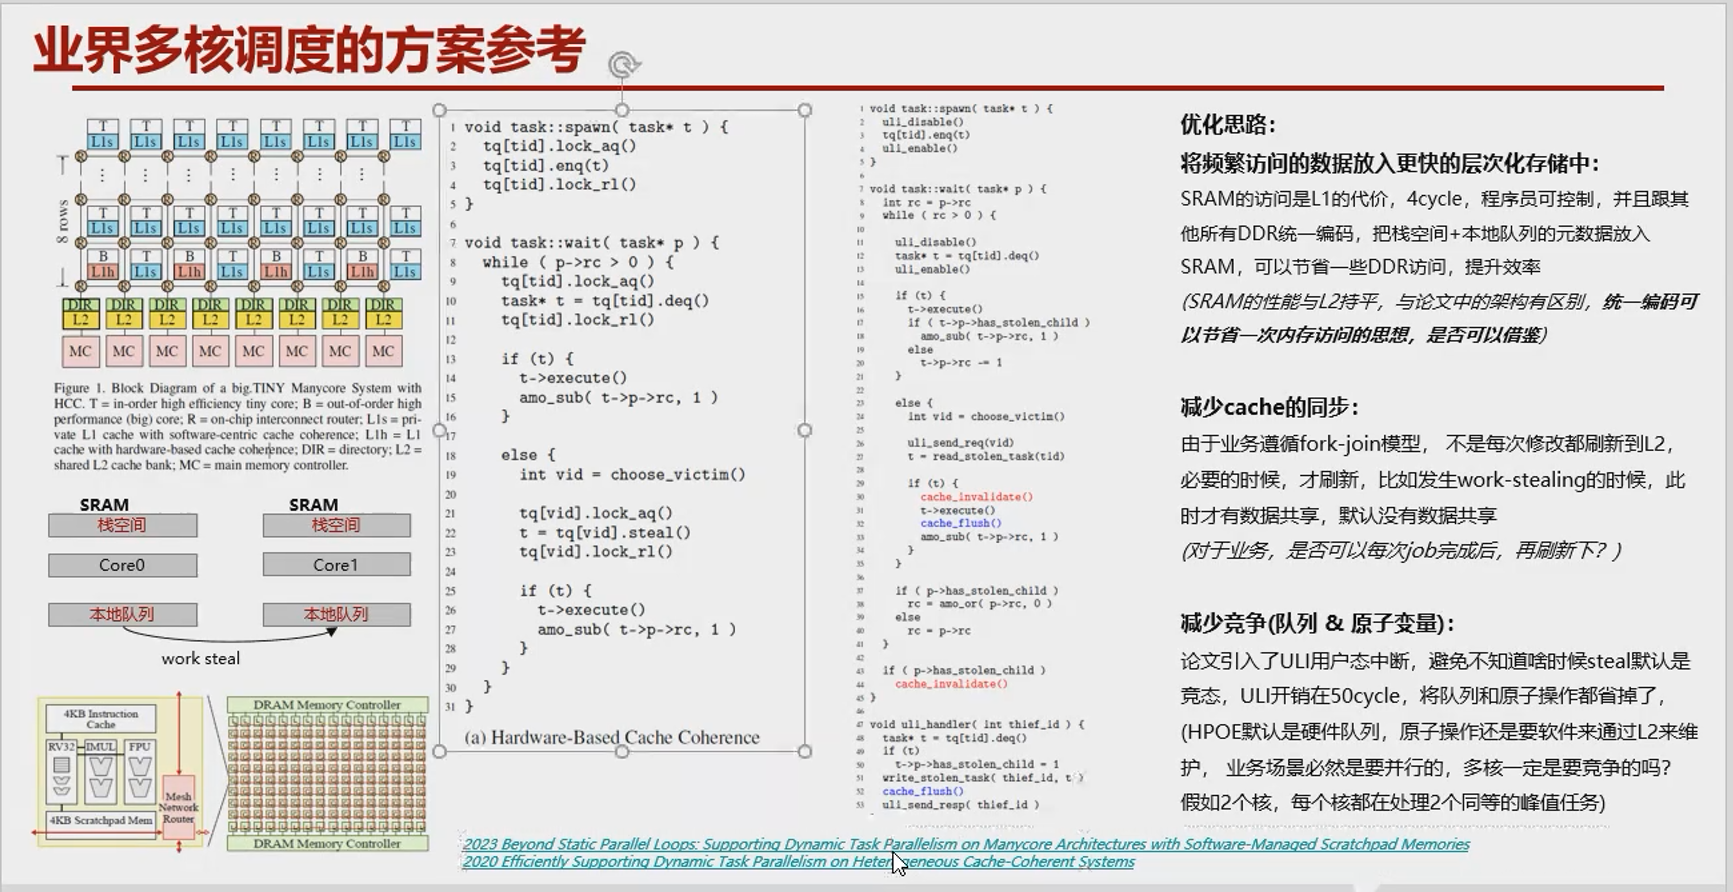 业界多核调度的方案参考
T T T T T T T T
L1s L1s L1s L1s L1s L1s L1s L1s
R R R R R R R R
8 rows
R R R R R R R R
T T T T T T T T
L1s L1s L1s L1s L1s L1s L1s L1s
R R R R R R R R
B T B T B T B T
L1h L1s L1h L1s L1h L1s L1h L1s
R R R R R R R R
DIR DIR DIR DIR DIR DIR DIR DIR
L2 L2 L2 L2 L2 L2 L2 L2
MC MC MC MC MC MC MC MC
Figure 1. Block Diagram of a big.TINY Manycore System with
HCC. T = in-order high efficiency tiny core; B = out-of-order high
performance (big) core; R = on-chip interconnect router; L1s = pri-
vate L1 cache with software-centric cache coherence; L1h = L1
cache with hardware-based cache coherence; DIR = directory; L2 =
shared L2 cache bank; MC = main memory controller.
SRAM SRAM
栈空间 栈空间
Core0 Core1
本地队列 本地队列
work steal
4KB Instruction
Cache
RV32 IMUL FPU
4KB Scratchpad Mem
Mesh
Network
Router
DRAM Memory Controller
DRAM Memory Controller
1 void task::spawn( task* t ) {
2 tq[tid].lock_aq()
3 tq[tid].enq(t)
4 tq[tid].lock_rl()
5 }
6
7 void task::wait( task* p ) {
8 while ( p->rc > 0 ) {
9 tq[tid].lock_aq()
10 task* t = tq[tid].deq()
11 tq[tid].lock_rl()
12
13 if (t) {
14 t->execute()
15 amo_sub( t->p->rc, 1 )
16 }
17
18 else {
19 int vid = choose_victim()
20
21 tq[vid].lock_aq()
22 t = tq[vid].steal()
23 tq[vid].lock_rl()
24
25 if (t) {
26 t->execute()
27 amo_sub( t->p->rc, 1 )
28 }
29 }
30 }
31 }
(a) Hardware-Based Cache Coherence
1 void task::spawn( task* t ) {
2 uli_disable()
3 tq[tid].enq(t)
4 uli_enable()
5 }
6
7 void task::wait( task* p ) {
8 int rc = p->rc
9 while ( rc > 0 ) {
10
11 uli_disable()
12 task* t = tq[tid].deq()
13 uli_enable()
14
15 if (t) {
16 t->execute()
17 if ( t->p->has_stolen_child )
18 amo_sub( t->p->rc, 1 )
19 else
20 t->p->rc -= 1
21 }
22
23 else {
24 int vid = choose_victim()
25
26 uli_send_req(vid)
27 t = read_stolen_task(tid)
28
29 if (t) {
30 cache_invalidate()
31 t->execute()
32 cache_flush()
33 amo_sub( t->p->rc, 1 )
34 }
35 }
36
37 if ( p->has_stolen_child )
38 rc = amo_or( p->rc, 0 )
39 else
40 rc = p->rc
41 }
42
43 if ( p->has_stolen_child )
44 cache_invalidate()
45 }
46
47 void uli_handler( int thief_id ) {
48 task* t = tq[tid].deq()
49 if (t)
50 t->p->has_stolen_child = 1
51 write_stolen_task( thief_id, t )
52 cache_flush()
53 uli_send_resp( thief_id )
优化思路：
将频繁访问的数据放入更快的层次化存储中：
SRAM的访问是L1的代价，4cycle，程序员可控制，并且跟其
他所有DDR统一编码，把栈空间+本地队列的元数据放入
SRAM，可以节省一些DDR访问，提升效率
(SRAM的性能与L2持平，与论文中的架构有区别，统一编码可
以节省一次内存访问的思想，是否可以借鉴)
减少cache的同步：
由于业务遵循fork-join模型， 不是每次修改都刷新到L2，
必要的时候，才刷新，比如发生work-stealing的时候，此
时才有数据共享，默认没有数据共享
(对于业务，是否可以每次job完成后，再刷新下？)
减少竞争(队列 & 原子变量)：
论文引入了ULI用户态中断，避免不知道啥时候steal默认是
竞态，ULI开销在50cycle，将队列和原子操作都省掉了，
(HPOE默认是硬件队列，原子操作还是要软件来通过L2来维
护， 业务场景必然是要并行的，多核一定是要竞争的吗？
假如2个核，每个核都在处理2个同等的峰值任务)
2023 Beyond Static Parallel Loops: Supporting Dynamic Task Parallelism on Manycore Architectures with Software-Managed Scratchpad Memories
2020 Efficiently Supporting Dynamic Task Parallelism on Heterogeneous Cache-Coherent Systems